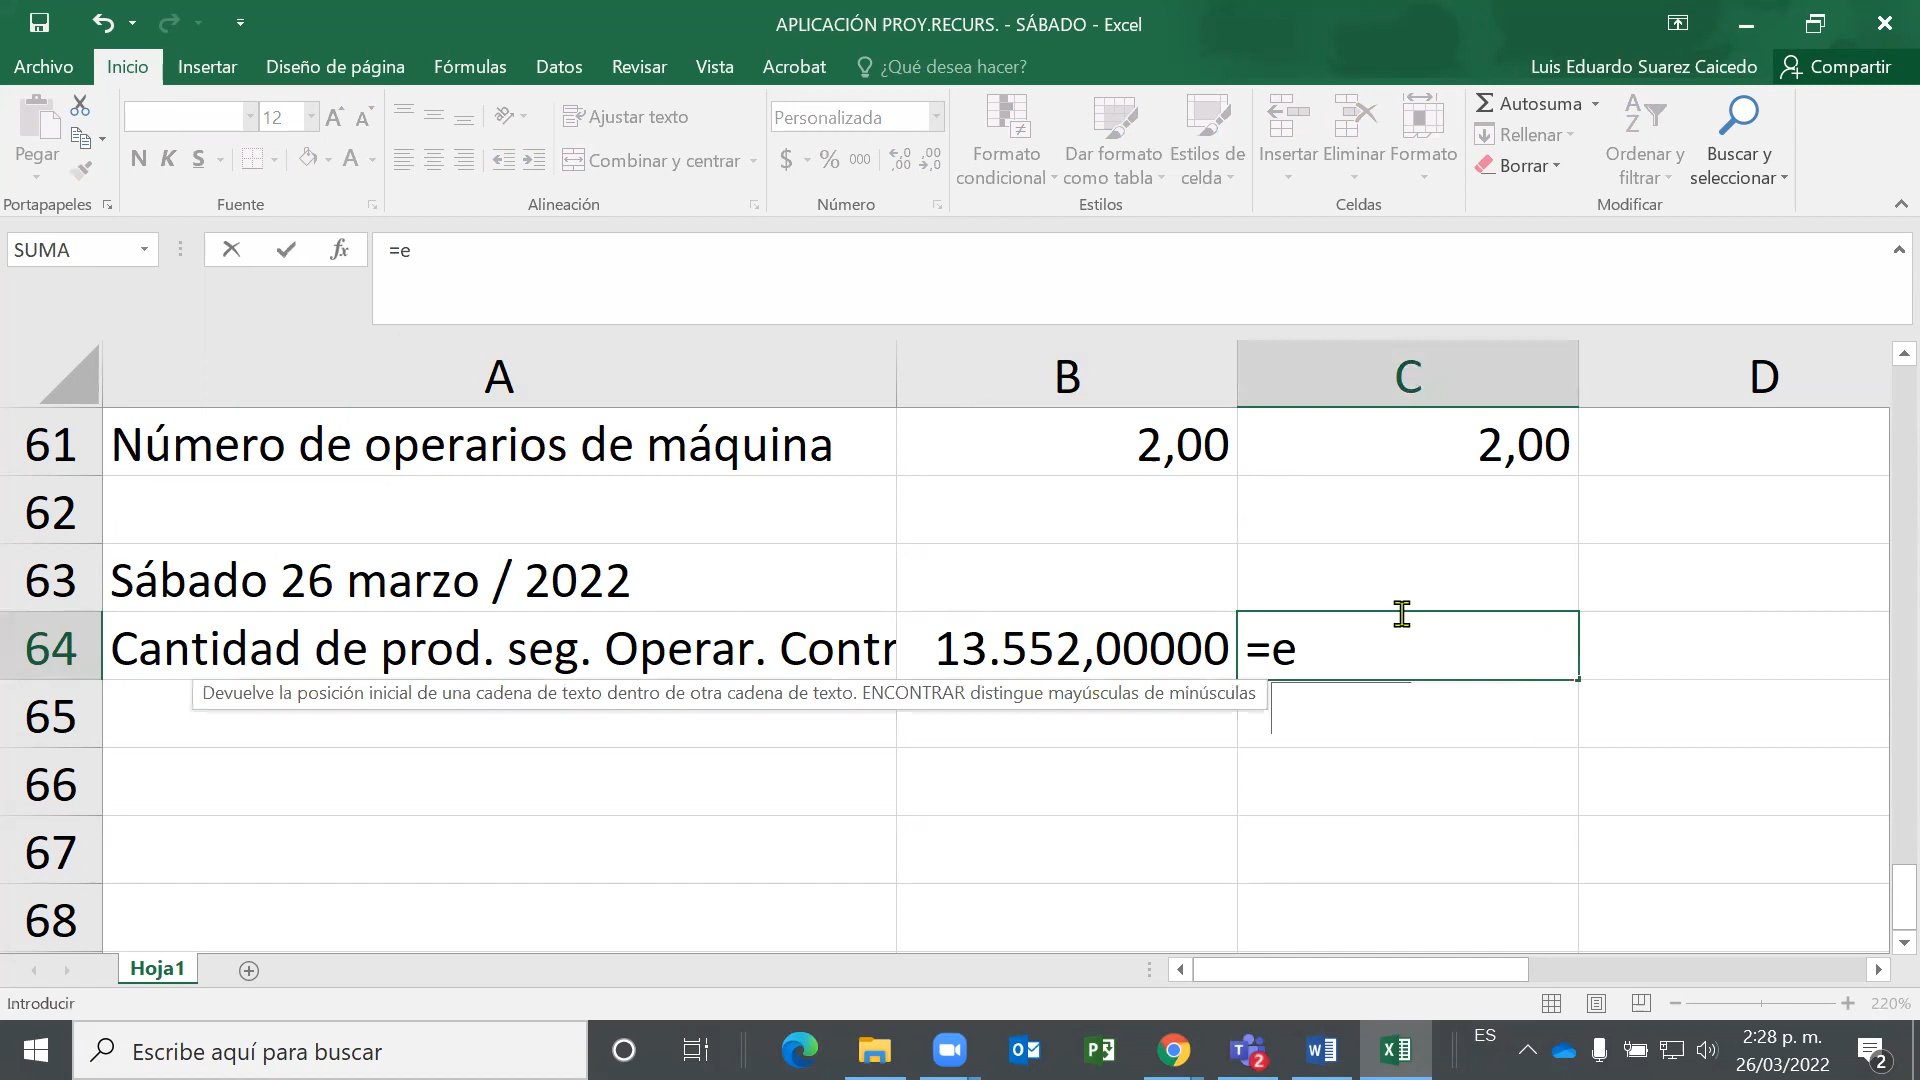 APLICACIÓN PROY.RECURS. - SÁBADO - Excel
Archivo Inicio Insertar Diseño de página Fórmulas Datos Revisar Vista Acrobat ¿Qué desea hacer? Luis Eduardo Suarez Caicedo Compartir
Pegar
12
N K S
Ajustar texto
Combinar y centrar
Personalizada
$ % 000
Formato condicional
Dar formato como tabla
Estilos de celda
Insertar Eliminar Formato
Autosuma
Rellenar
Borrar
Ordenar y filtrar
Buscar y seleccionar
Portapapeles Fuente Alineación Número Estilos Celdas Modificar
SUMA fx =e
A B C D
61 Número de operarios de máquina 2,00 2,00
62
63 Sábado 26 marzo / 2022
64 Cantidad de prod. seg. Operar. Contr 13.552,00000 =e
Devuelve la posición inicial de una cadena de texto dentro de otra cadena de texto. ENCONTRAR distingue mayúsculas de minúsculas
65
66
67
68
Hoja1
Introducir 220%
Escribe aquí para buscar
2
ES
2:28 p. m.
26/03/2022
2